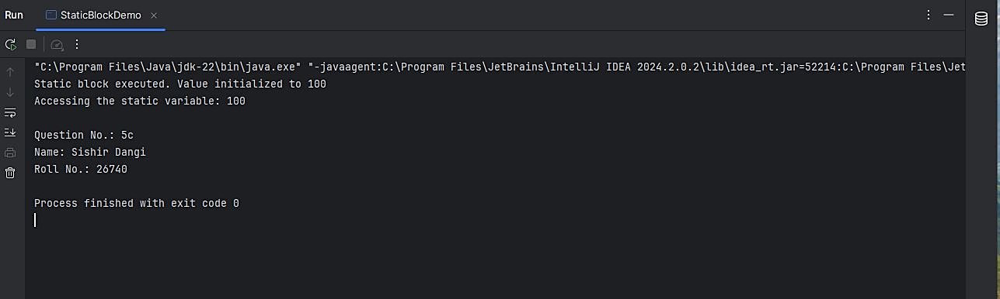 Run StaticBlockDemo
"C:\Program Files\Java\jdk-22\bin\java.exe" "-javaagent:C:\Program Files\JetBrains\IntelliJ IDEA 2024.2.0.2\lib\idea_rt.jar=52214:C:\Program Files\Jet
Static block executed. Value initialized to 100
Accessing the static variable: 100
Question No.: 5c
Name: Sishir Dangi
Roll No.: 26740
Process finished with exit code 0